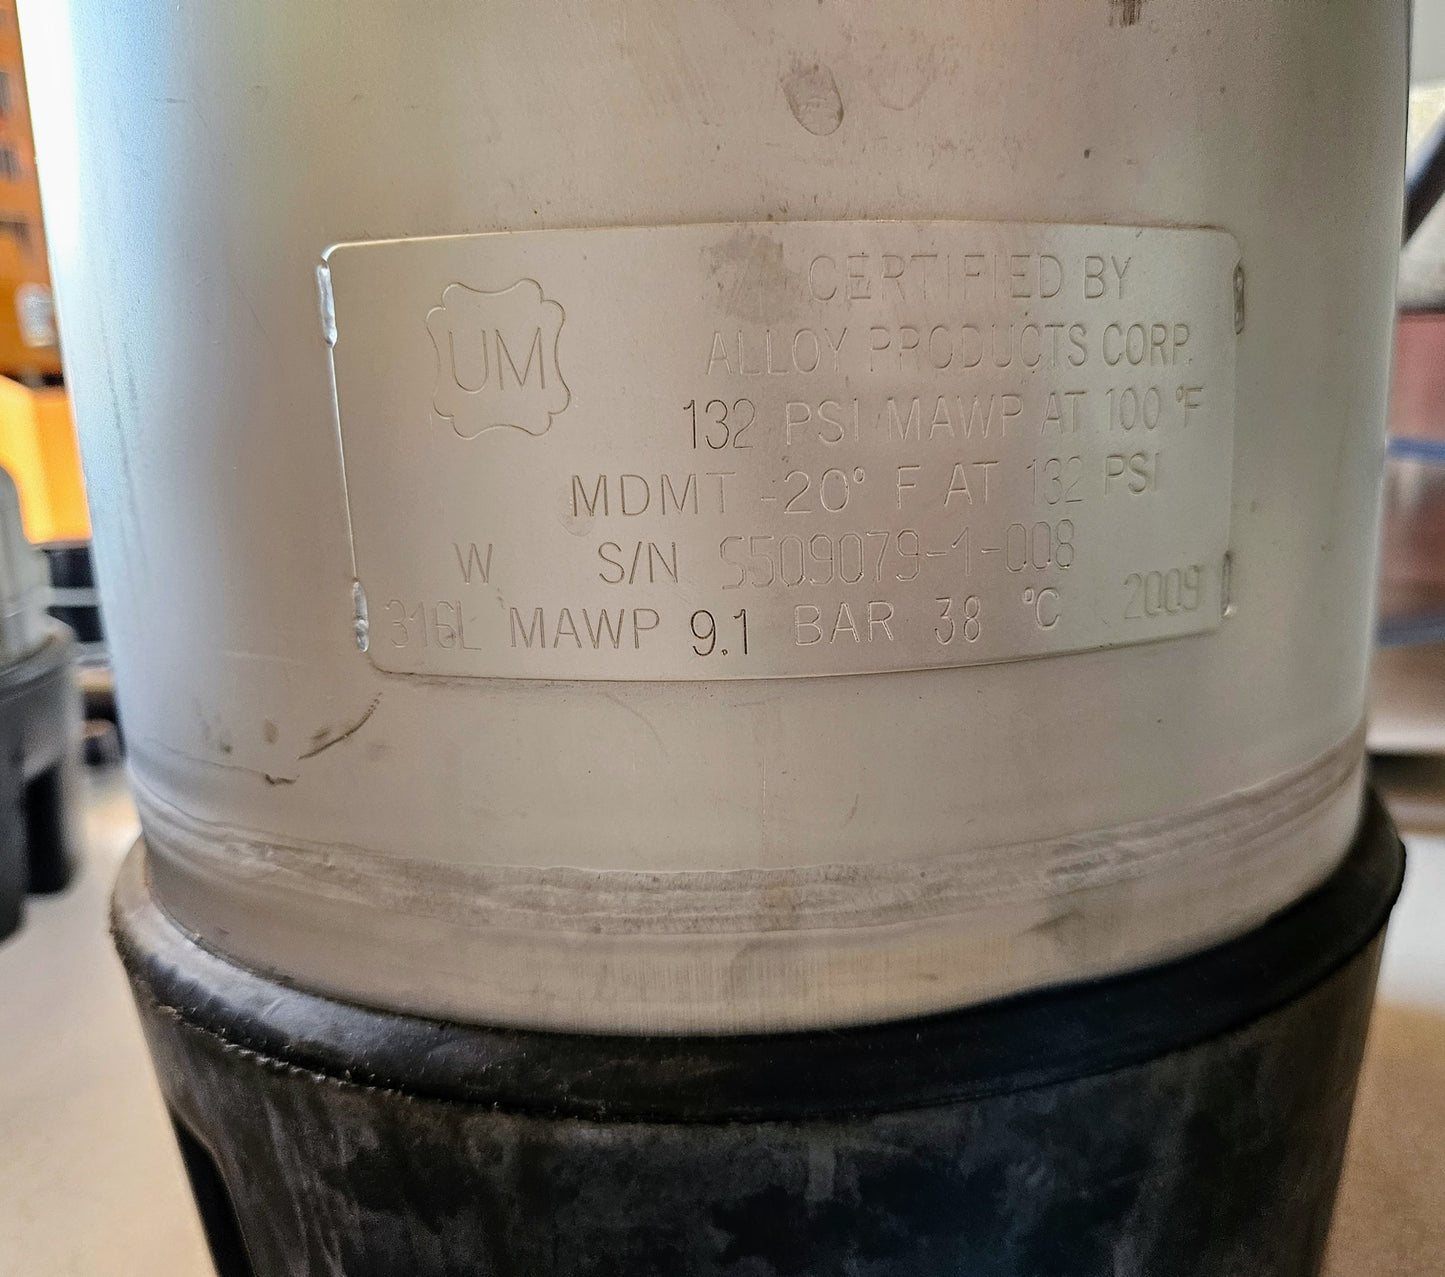 UM
CERTIFIED BY
ALLOY PRODUCTS CORP.
132 PSI MAWP AT 100 °F
MDMT -20° F AT 132 PSI
W S/N S509079-1-008
316L MAWP 9.1 BAR 38 °C 2009